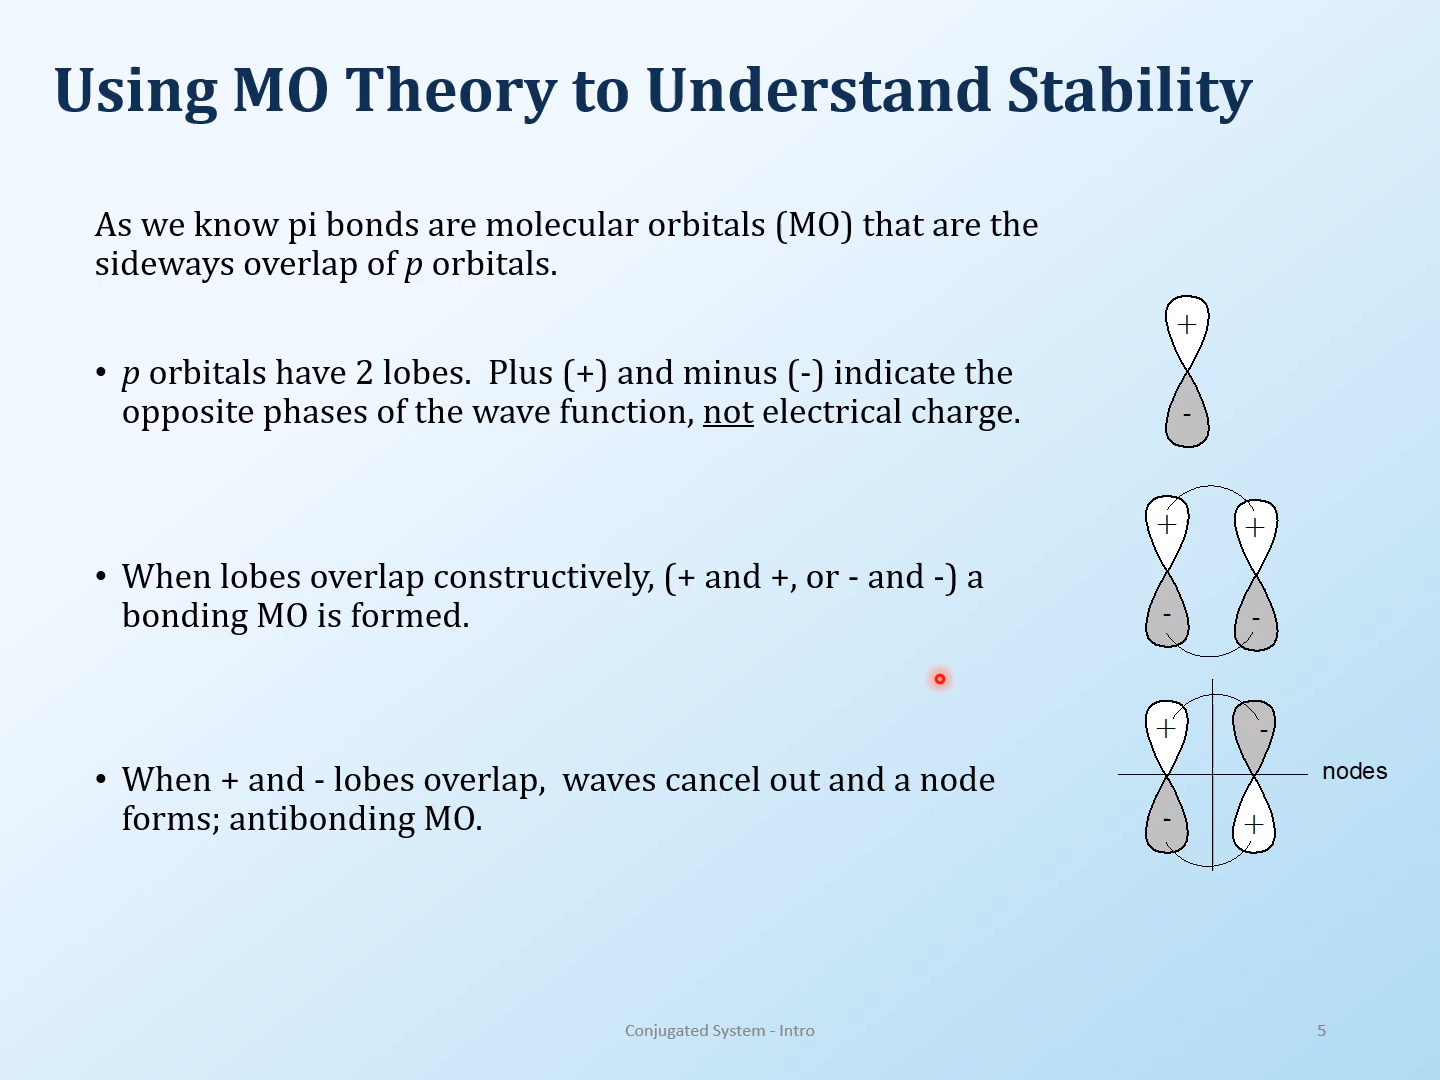 Using MO Theory to Understand Stability
As we know pi bonds are molecular orbitals (MO) that are the
sideways overlap of p orbitals.
• p orbitals have 2 lobes.  Plus (+) and minus (-) indicate the
opposite phases of the wave function, not electrical charge.
+
-
• When lobes overlap constructively, (+ and +, or - and -) a
bonding MO is formed.
+ +
- -
• When + and - lobes overlap,  waves cancel out and a node
forms; antibonding MO.
+ -
nodes
- +
Conjugated System - Intro
5